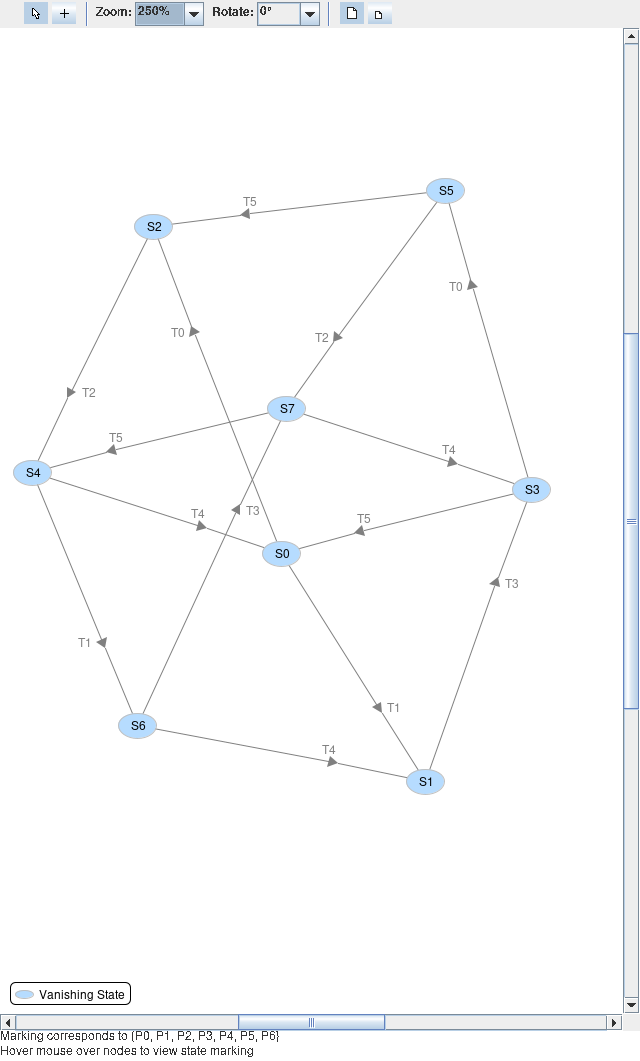 Zoom: 250% Rotate: 0°
S5
T5
S2
T0
T0
T2
T2
S7
T5
T4
S4
S3
T4
T3
T5
S0
T3
T1
T1
S6
T4
S1
Vanishing State
Marking corresponds to {P0, P1, P2, P3, P4, P5, P6}
Hover mouse over nodes to view state marking